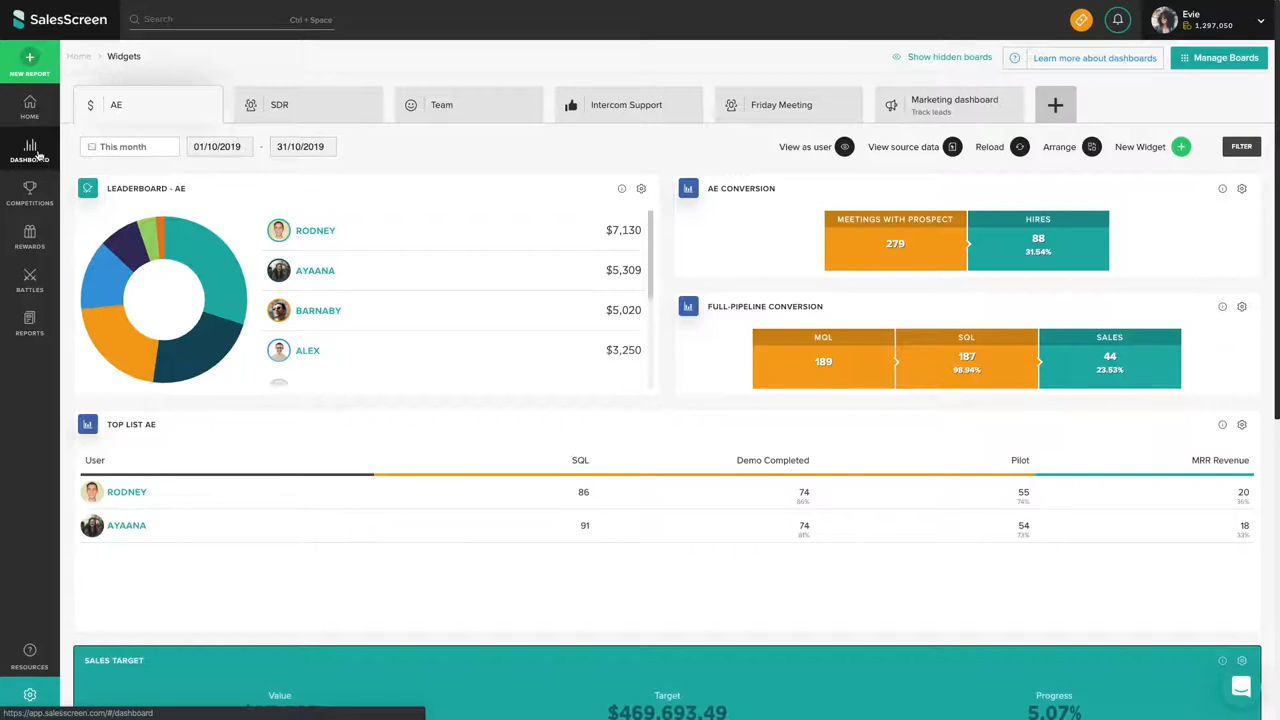 SalesScreen
Search
Ctrl + Space
Evie
1,297,050
NEW REPORT
HOME
DASHBOARD
COMPETITIONS
REWARDS
BATTLES
REPORTS
RESOURCES
Home > Widgets
Show hidden boards
Learn more about dashboards
Manage Boards
AE
SDR
Team
Intercom Support
Friday Meeting
Marketing dashboard
Track leads
This month
01/10/2019 - 31/10/2019
View as user
View source data
Reload
Arrange
New Widget
FILTER
LEADERBOARD - AE
RODNEY $7,130
AYAANA $5,309
BARNABY $5,020
ALEX $3,250
AE CONVERSION
MEETINGS WITH PROSPECT
279
HIRES
88
31.54%
FULL-PIPELINE CONVERSION
MQL
189
SQL
187
98.94%
SALES
44
23.53%
TOP LIST AE
User SQL Demo Completed Pilot MRR Revenue
RODNEY 86 74 55 20
86% 74% 36%
AYAANA 91 74 54 18
81% 73% 33%
SALES TARGET
Value
Target
$469,693.49
Progress
5.07%
https://app.salesscreen.com/#/dashboard